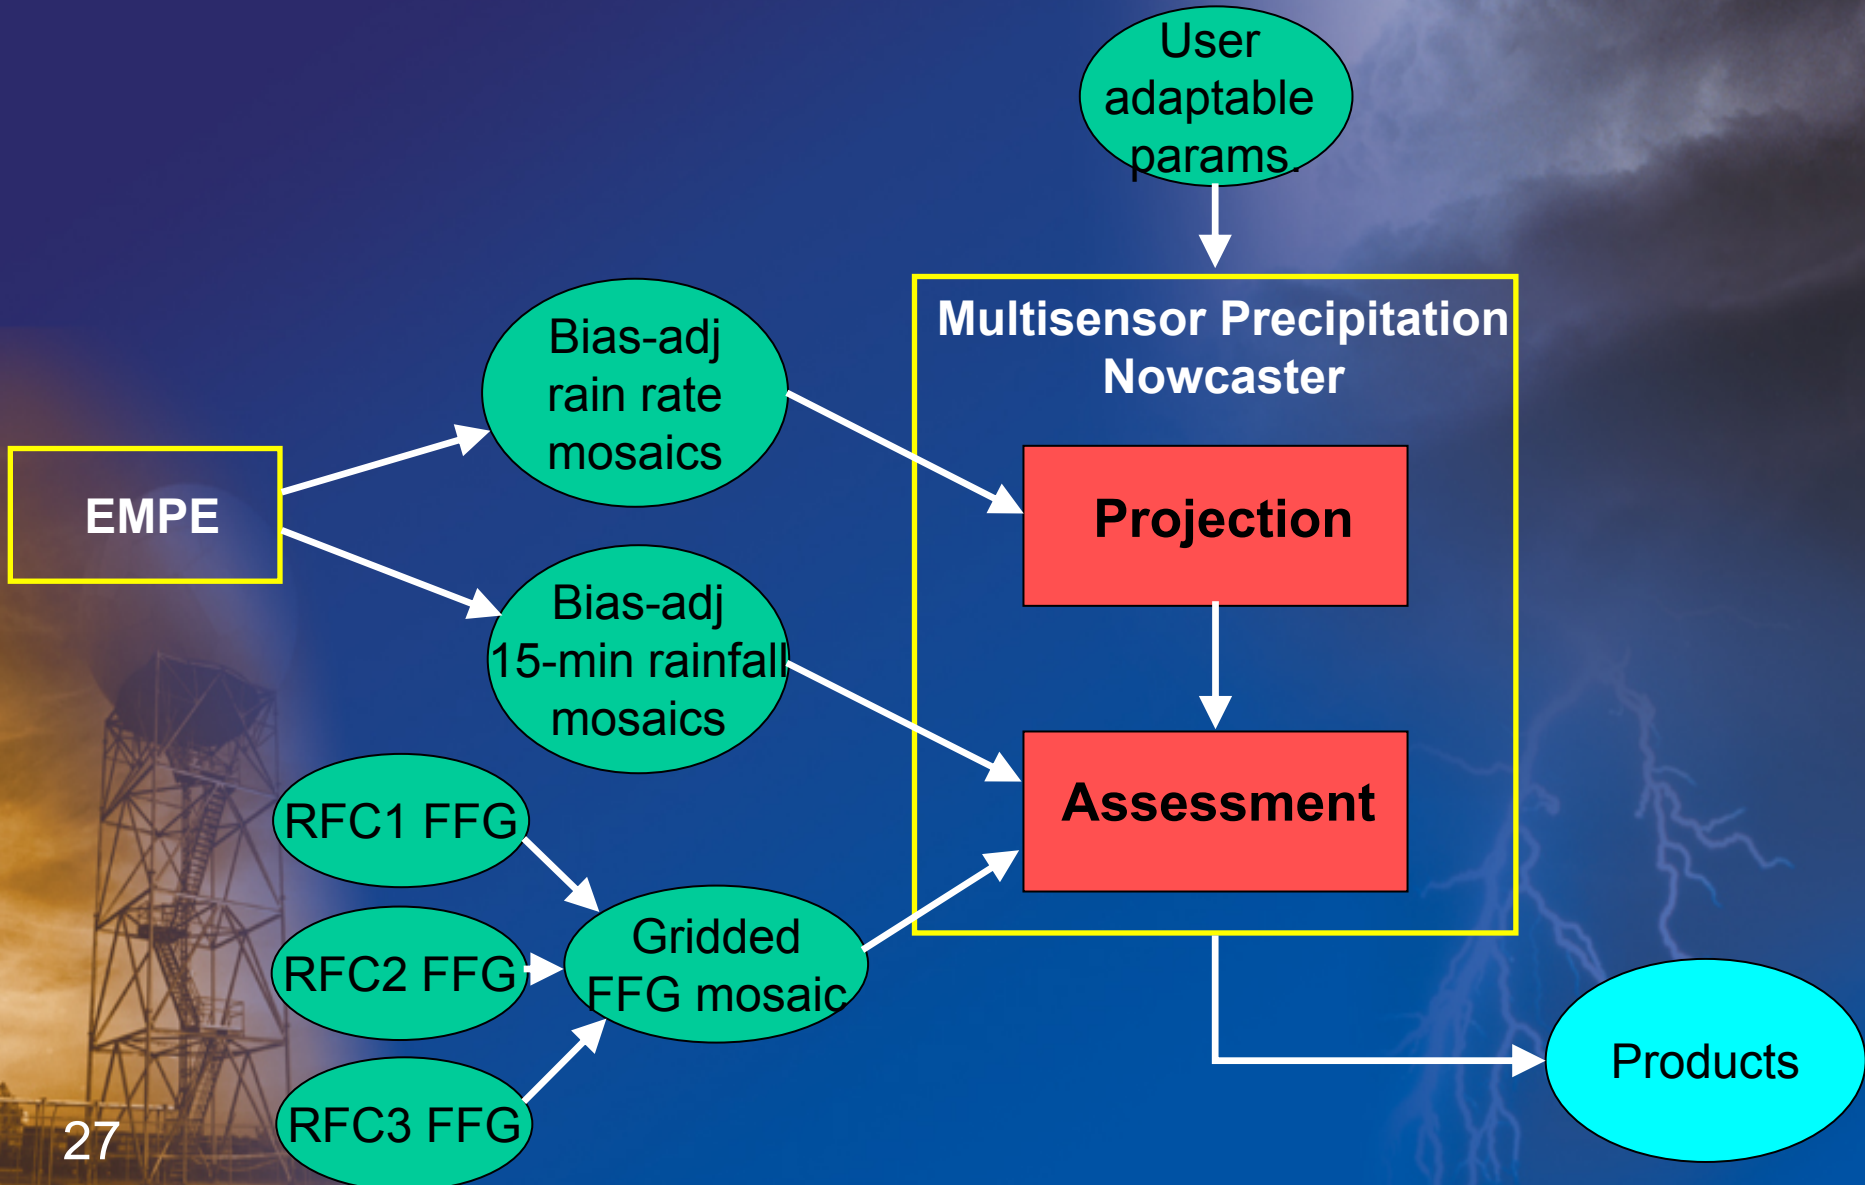 User
adaptable
params.
Multisensor Precipitation
Nowcaster
Bias-adj
rain rate
mosaics
EMPE
Projection
Bias-adj
15-min rainfall
mosaics
Assessment
RFC1 FFG
RFC2 FFG
Gridded
FFG mosaic
RFC3 FFG
Products
27